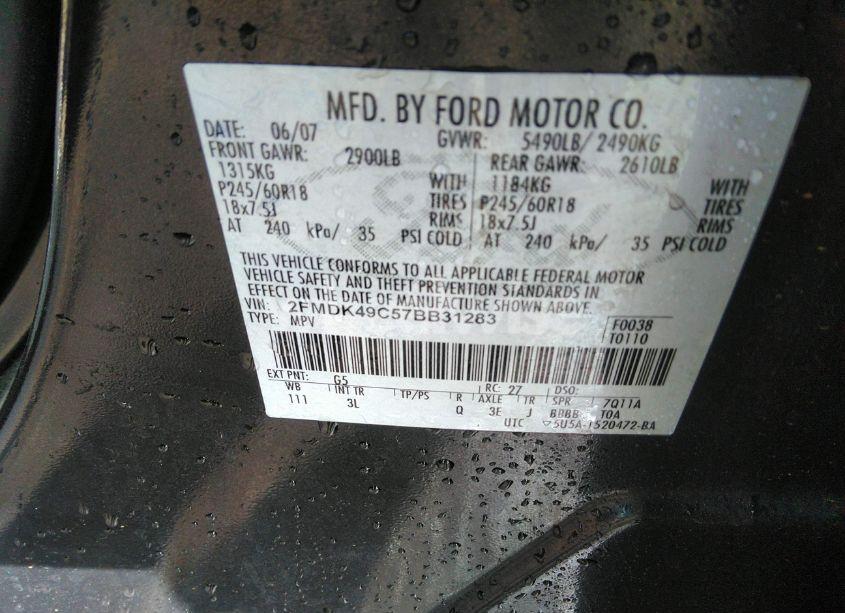 MFD. BY FORD MOTOR CO.
DATE: 06/07 GVWR: 5490LB/ 2490KG
FRONT GAWR: 2900LB REAR GAWR: 2610LB
1315KG WITH 1184KG WITH
P245/60R18 TIRES P245/60R18 TIRES
18x7.5J RIMS 18x7.5J RIMS
AT 240 kPa/ 35 PSI COLD AT 240 kPa/ 35 PSI COLD
THIS VEHICLE CONFORMS TO ALL APPLICABLE FEDERAL MOTOR
VEHICLE SAFETY AND THEFT PREVENTION STANDARDS IN
EFFECT ON THE DATE OF MANUFACTURE SHOWN ABOVE.
VIN: 2FMDK49C57BB31283 F0038
TYPE: MPV T0110
EXT PNT: G5 RC: 27 DSO:
WB INT TR TP/PS R AXLE TR SPR 7Q11A
111 3L Q 3E J BBBB TOA
UTC 5U5A-1520472-BA